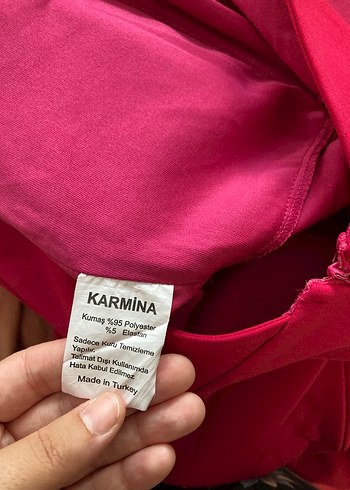 KARMİNA
Kumaş %95 Polyester
%5 Elastan
Sadece Kuru Temizleme
Yapılır.
Talimat Dışı Kullanımda
Hata Kabul Edilmez
Made in Turkey